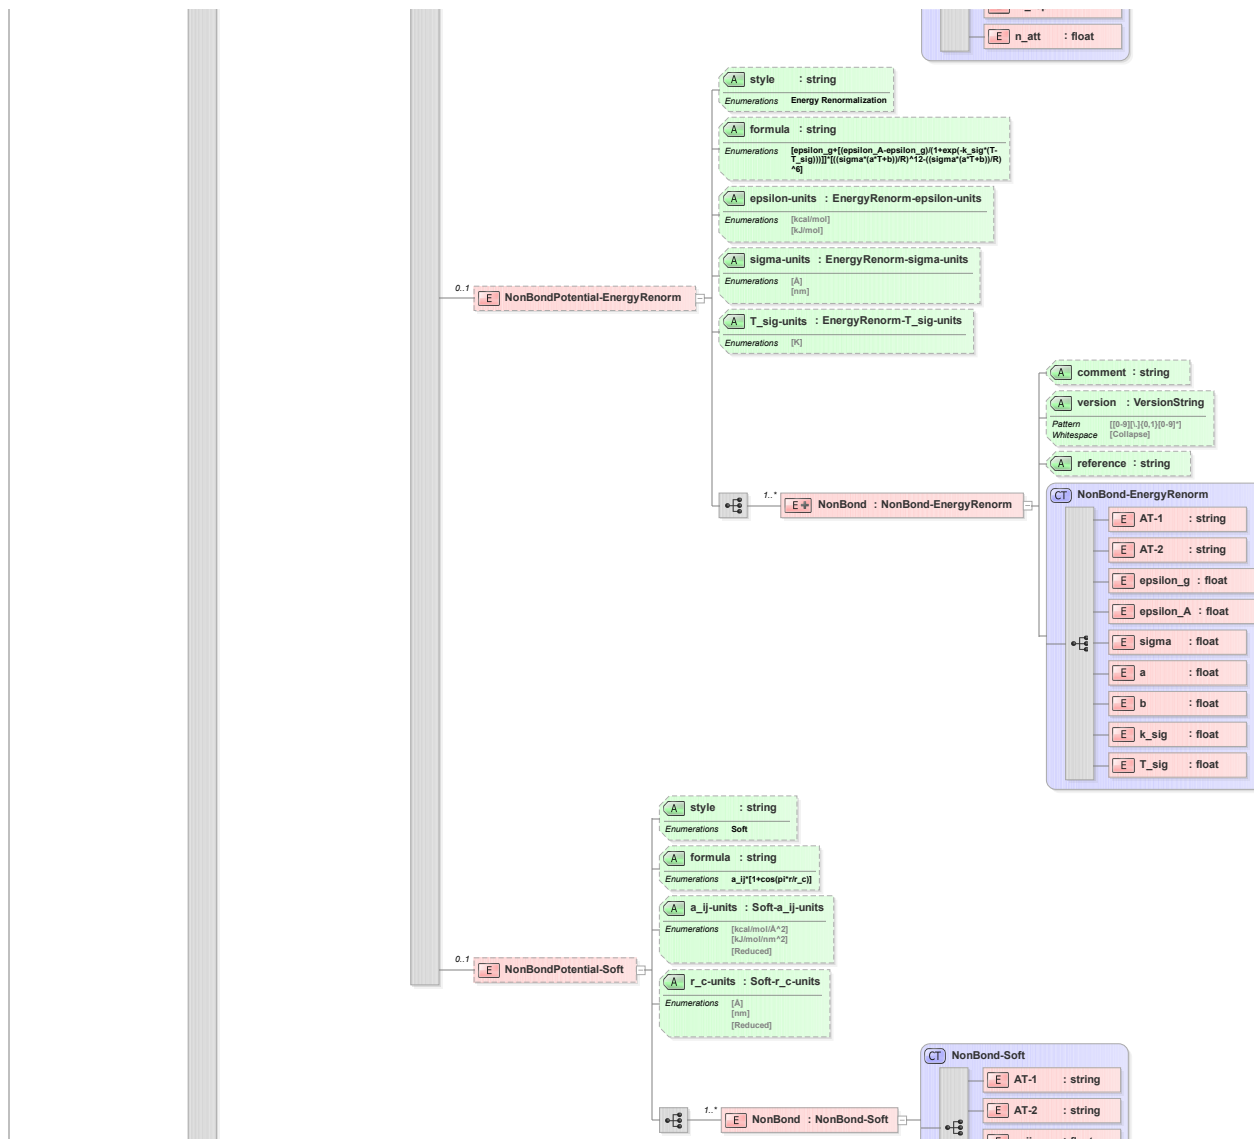 E n_att : float
A style : string
Enumerations Energy Renormalization
A formula : string
Enumerations [epsilon_g+[(epsilon_A-epsilon_g)/(1+exp(-k_sig*(T-
T_sig)))]]*[((sigma*(a*T+b))/R)^12-((sigma*(a*T+b))/R)
^6]
A epsilon-units : EnergyRenorm-epsilon-units
Enumerations [kcal/mol]
[kJ/mol]
A sigma-units : EnergyRenorm-sigma-units
Enumerations [Å]
[nm]
0..1
E NonBondPotential-EnergyRenorm
A T_sig-units : EnergyRenorm-T_sig-units
Enumerations [K]
A comment : string
A version : VersionString
Pattern [[0-9][\.]{0,1}[0-9]*]
Whitespace [Collapse]
A reference : string
1..*
E NonBond : NonBond-EnergyRenorm
CT NonBond-EnergyRenorm
E AT-1 : string
E AT-2 : string
E epsilon_g : float
E epsilon_A : float
E sigma : float
E a : float
E b : float
E k_sig : float
E T_sig : float
A style : string
Enumerations Soft
A formula : string
Enumerations a_ij*[1+cos(pi*r/r_c)]
A a_ij-units : Soft-a_ij-units
Enumerations [kcal/mol/Å^2]
[kJ/mol/nm^2]
[Reduced]
0..1
E NonBondPotential-Soft
A r_c-units : Soft-r_c-units
Enumerations [Å]
[nm]
[Reduced]
CT NonBond-Soft
E AT-1 : string
E AT-2 : string
1..*
E NonBond : NonBond-Soft